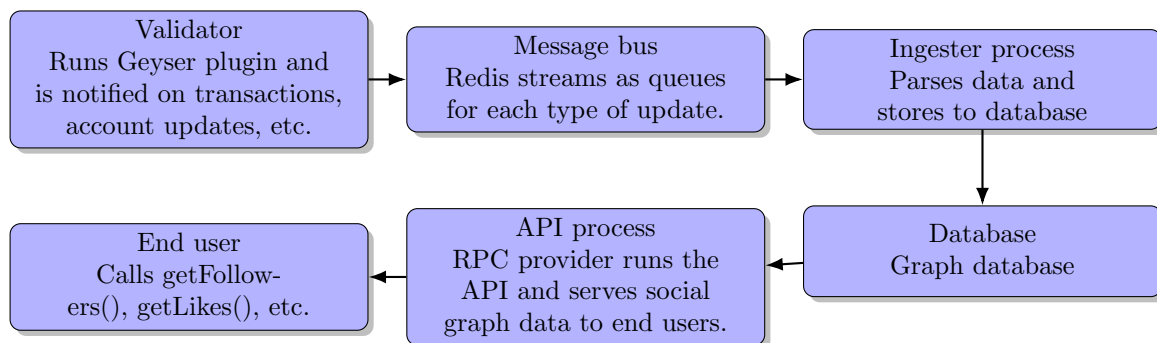 Validator
Runs Geyser plugin and
is notified on transactions,
account updates, etc.
Message bus
Redis streams as queues
for each type of update.
Ingester process
Parses data and
stores to database
End user
Calls getFollow-
ers(), getLikes(), etc.
API process
RPC provider runs the
API and serves social
graph data to end users.
Database
Graph database